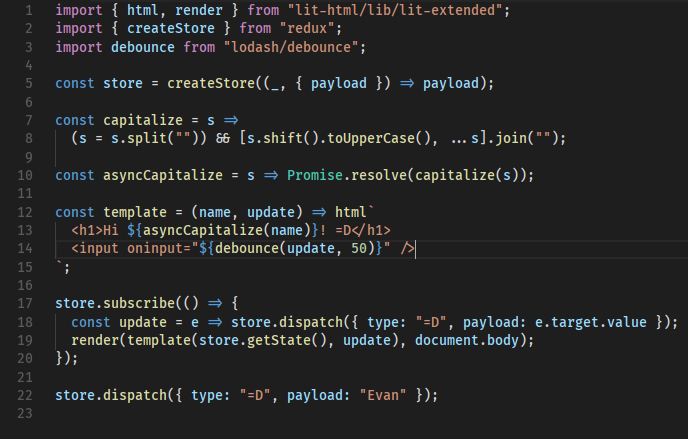 1 import { html, render } from "lit-html/lib/lit-extended";
2 import { createStore } from "redux";
3 import debounce from "lodash/debounce";
4
5 const store = createStore((_, { payload }) => payload);
6
7 const capitalize = s =>
8 (s = s.split("")) && [s.shift().toUpperCase(), ...s].join("");
9
10 const asyncCapitalize = s => Promise.resolve(capitalize(s));
11
12 const template = (name, update) => html`
13 <h1>Hi ${asyncCapitalize(name)}! =D</h1>
14 <input oninput="${debounce(update, 50)}" />
15 `;
16
17 store.subscribe(() => {
18 const update = e => store.dispatch({ type: "=D", payload: e.target.value });
19 render(template(store.getState(), update), document.body);
20 });
21
22 store.dispatch({ type: "=D", payload: "Evan" });
23